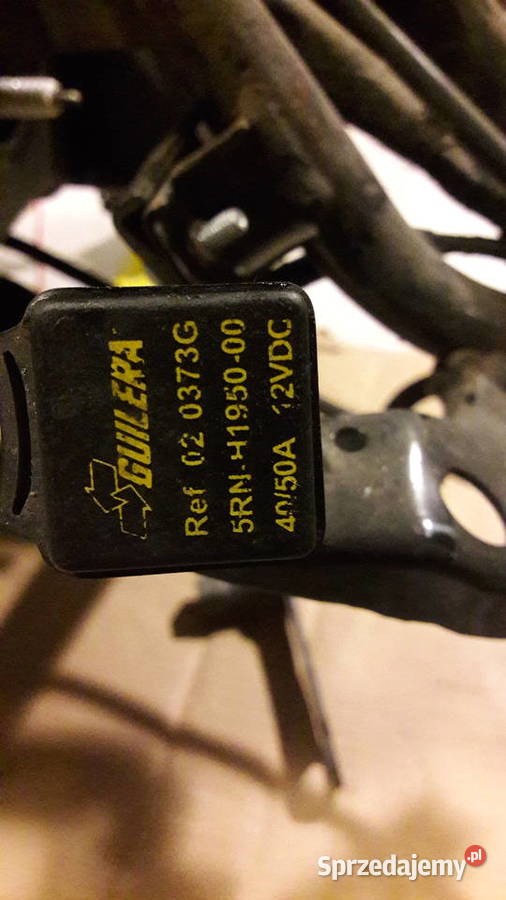 GUILERA
Ref 02 0373G
5RN-H1950-00
40/50A 12VDC
Sprzedajemy.pl